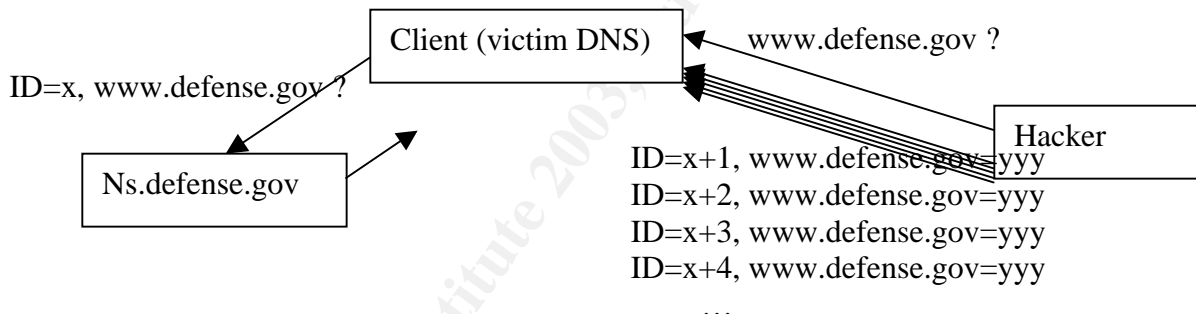 Client (victim DNS)
www.defense.gov ?
ID=x, www.defense.gov ?
Hacker
Ns.defense.gov
ID=x+1, www.defense.gov=yyy
ID=x+2, www.defense.gov=yyy
ID=x+3, www.defense.gov=yyy
ID=x+4, www.defense.gov=yyy
...
stitute 2003,